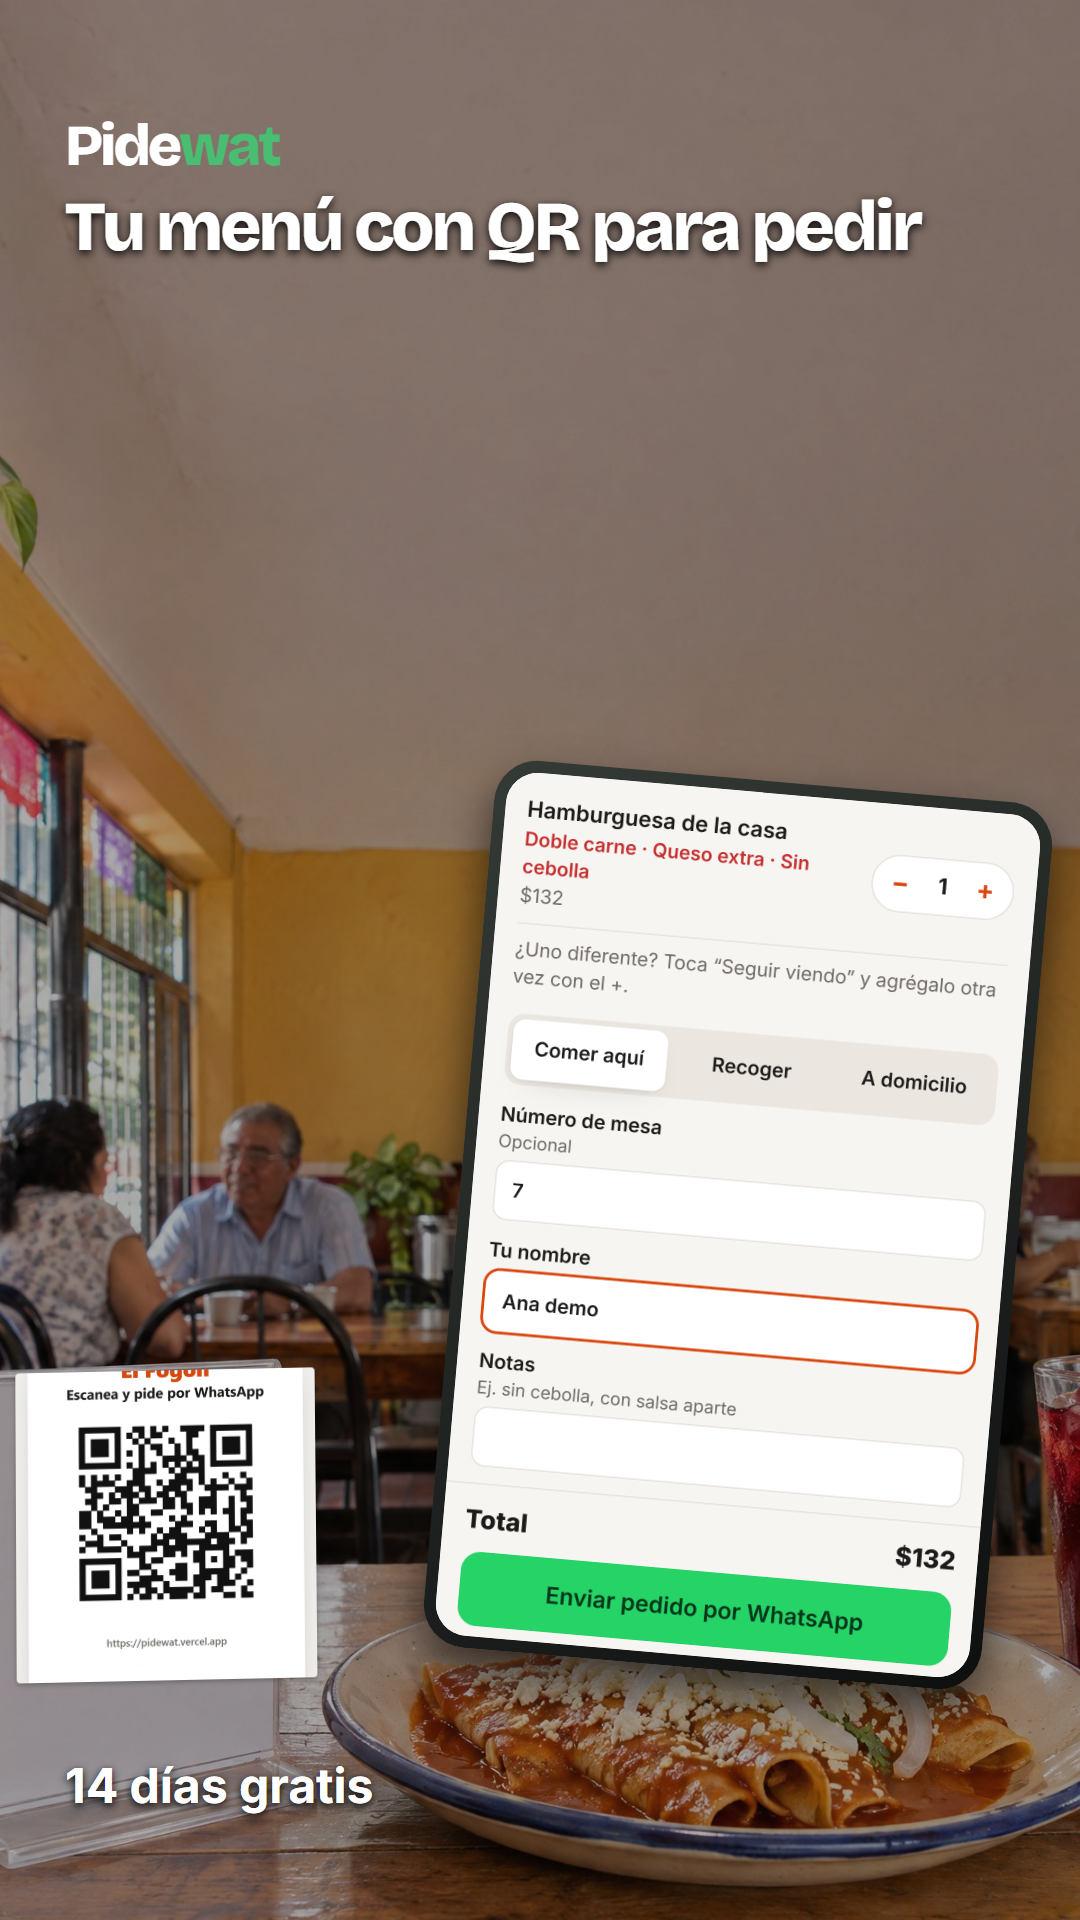 Pidewat
Tu menú con QR para pedir
Hamburguesa de la casa
Doble carne · Queso extra · Sin
cebolla
$132
− 1 +
¿Uno diferente? Toca “Seguir viendo” y agrégalo otra
vez con el +.
Comer aquí Recoger A domicilio
Número de mesa
Opcional
7
Tu nombre
Ana demo
Notas
Ej. sin cebolla, con salsa aparte
Total
$132
Enviar pedido por WhatsApp
El Fogón
Escanea y pide por WhatsApp
https://pidewat.vercel.app
14 días gratis